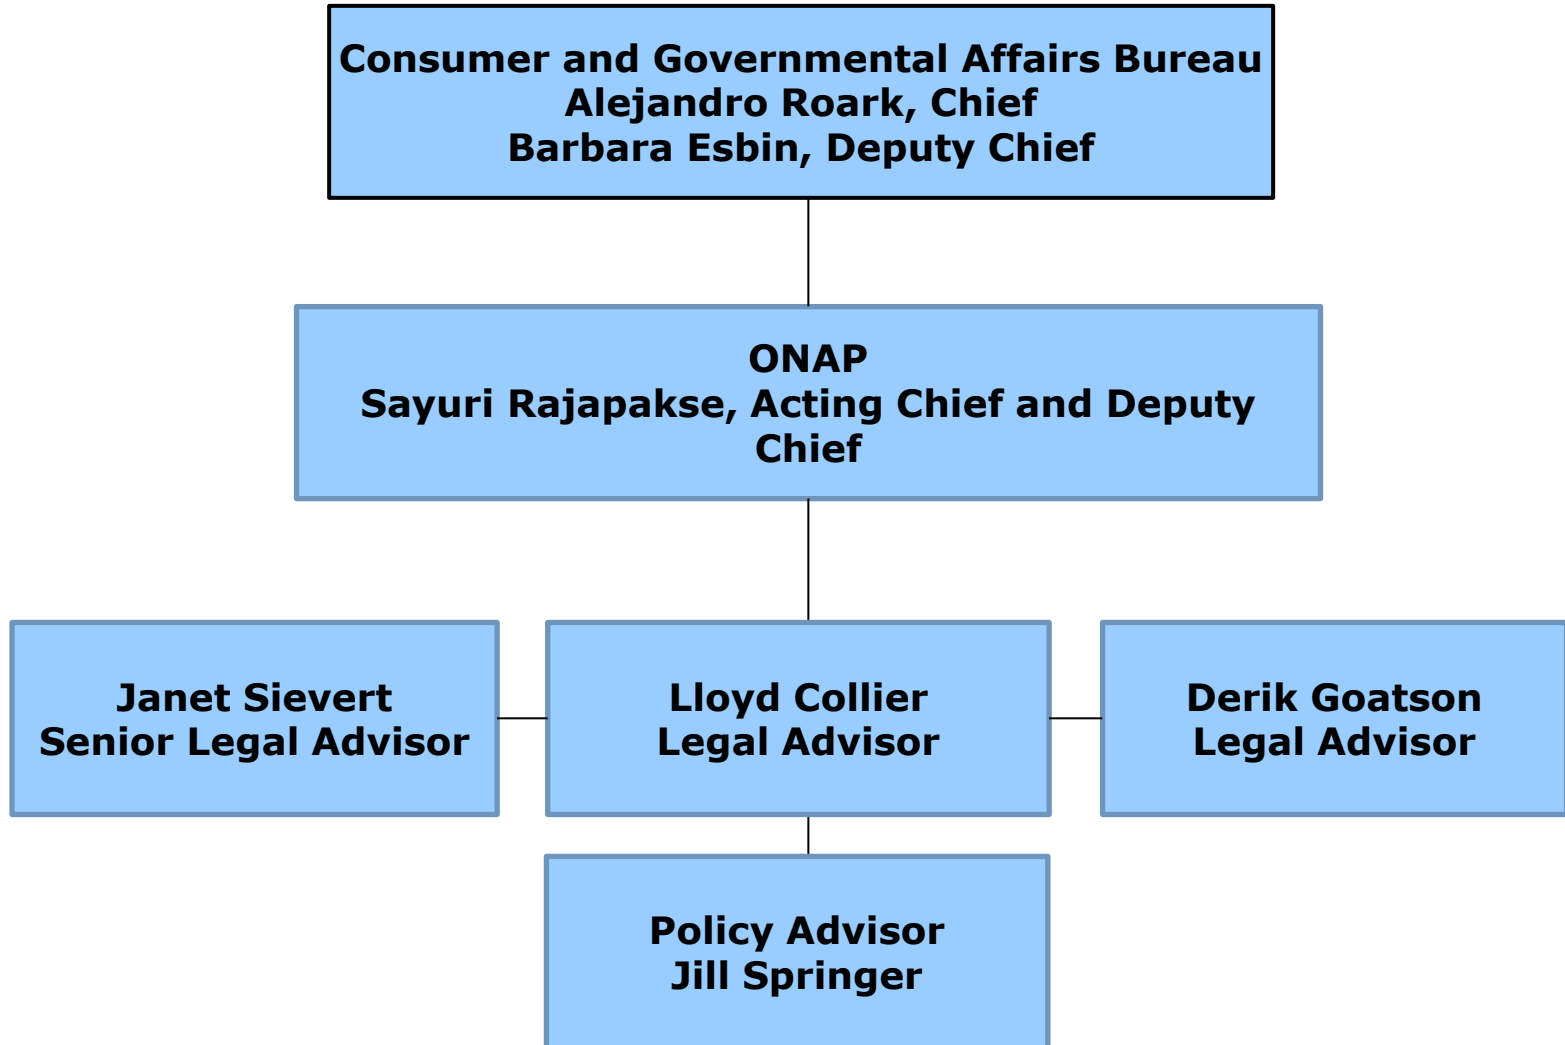 Consumer and Governmental Affairs Bureau
Alejandro Roark, Chief
Barbara Esbin, Deputy Chief
ONAP
Sayuri Rajapakse, Acting Chief and Deputy
Chief
Janet Sievert
Senior Legal Advisor
Lloyd Collier
Legal Advisor
Derik Goatson
Legal Advisor
Policy Advisor
Jill Springer